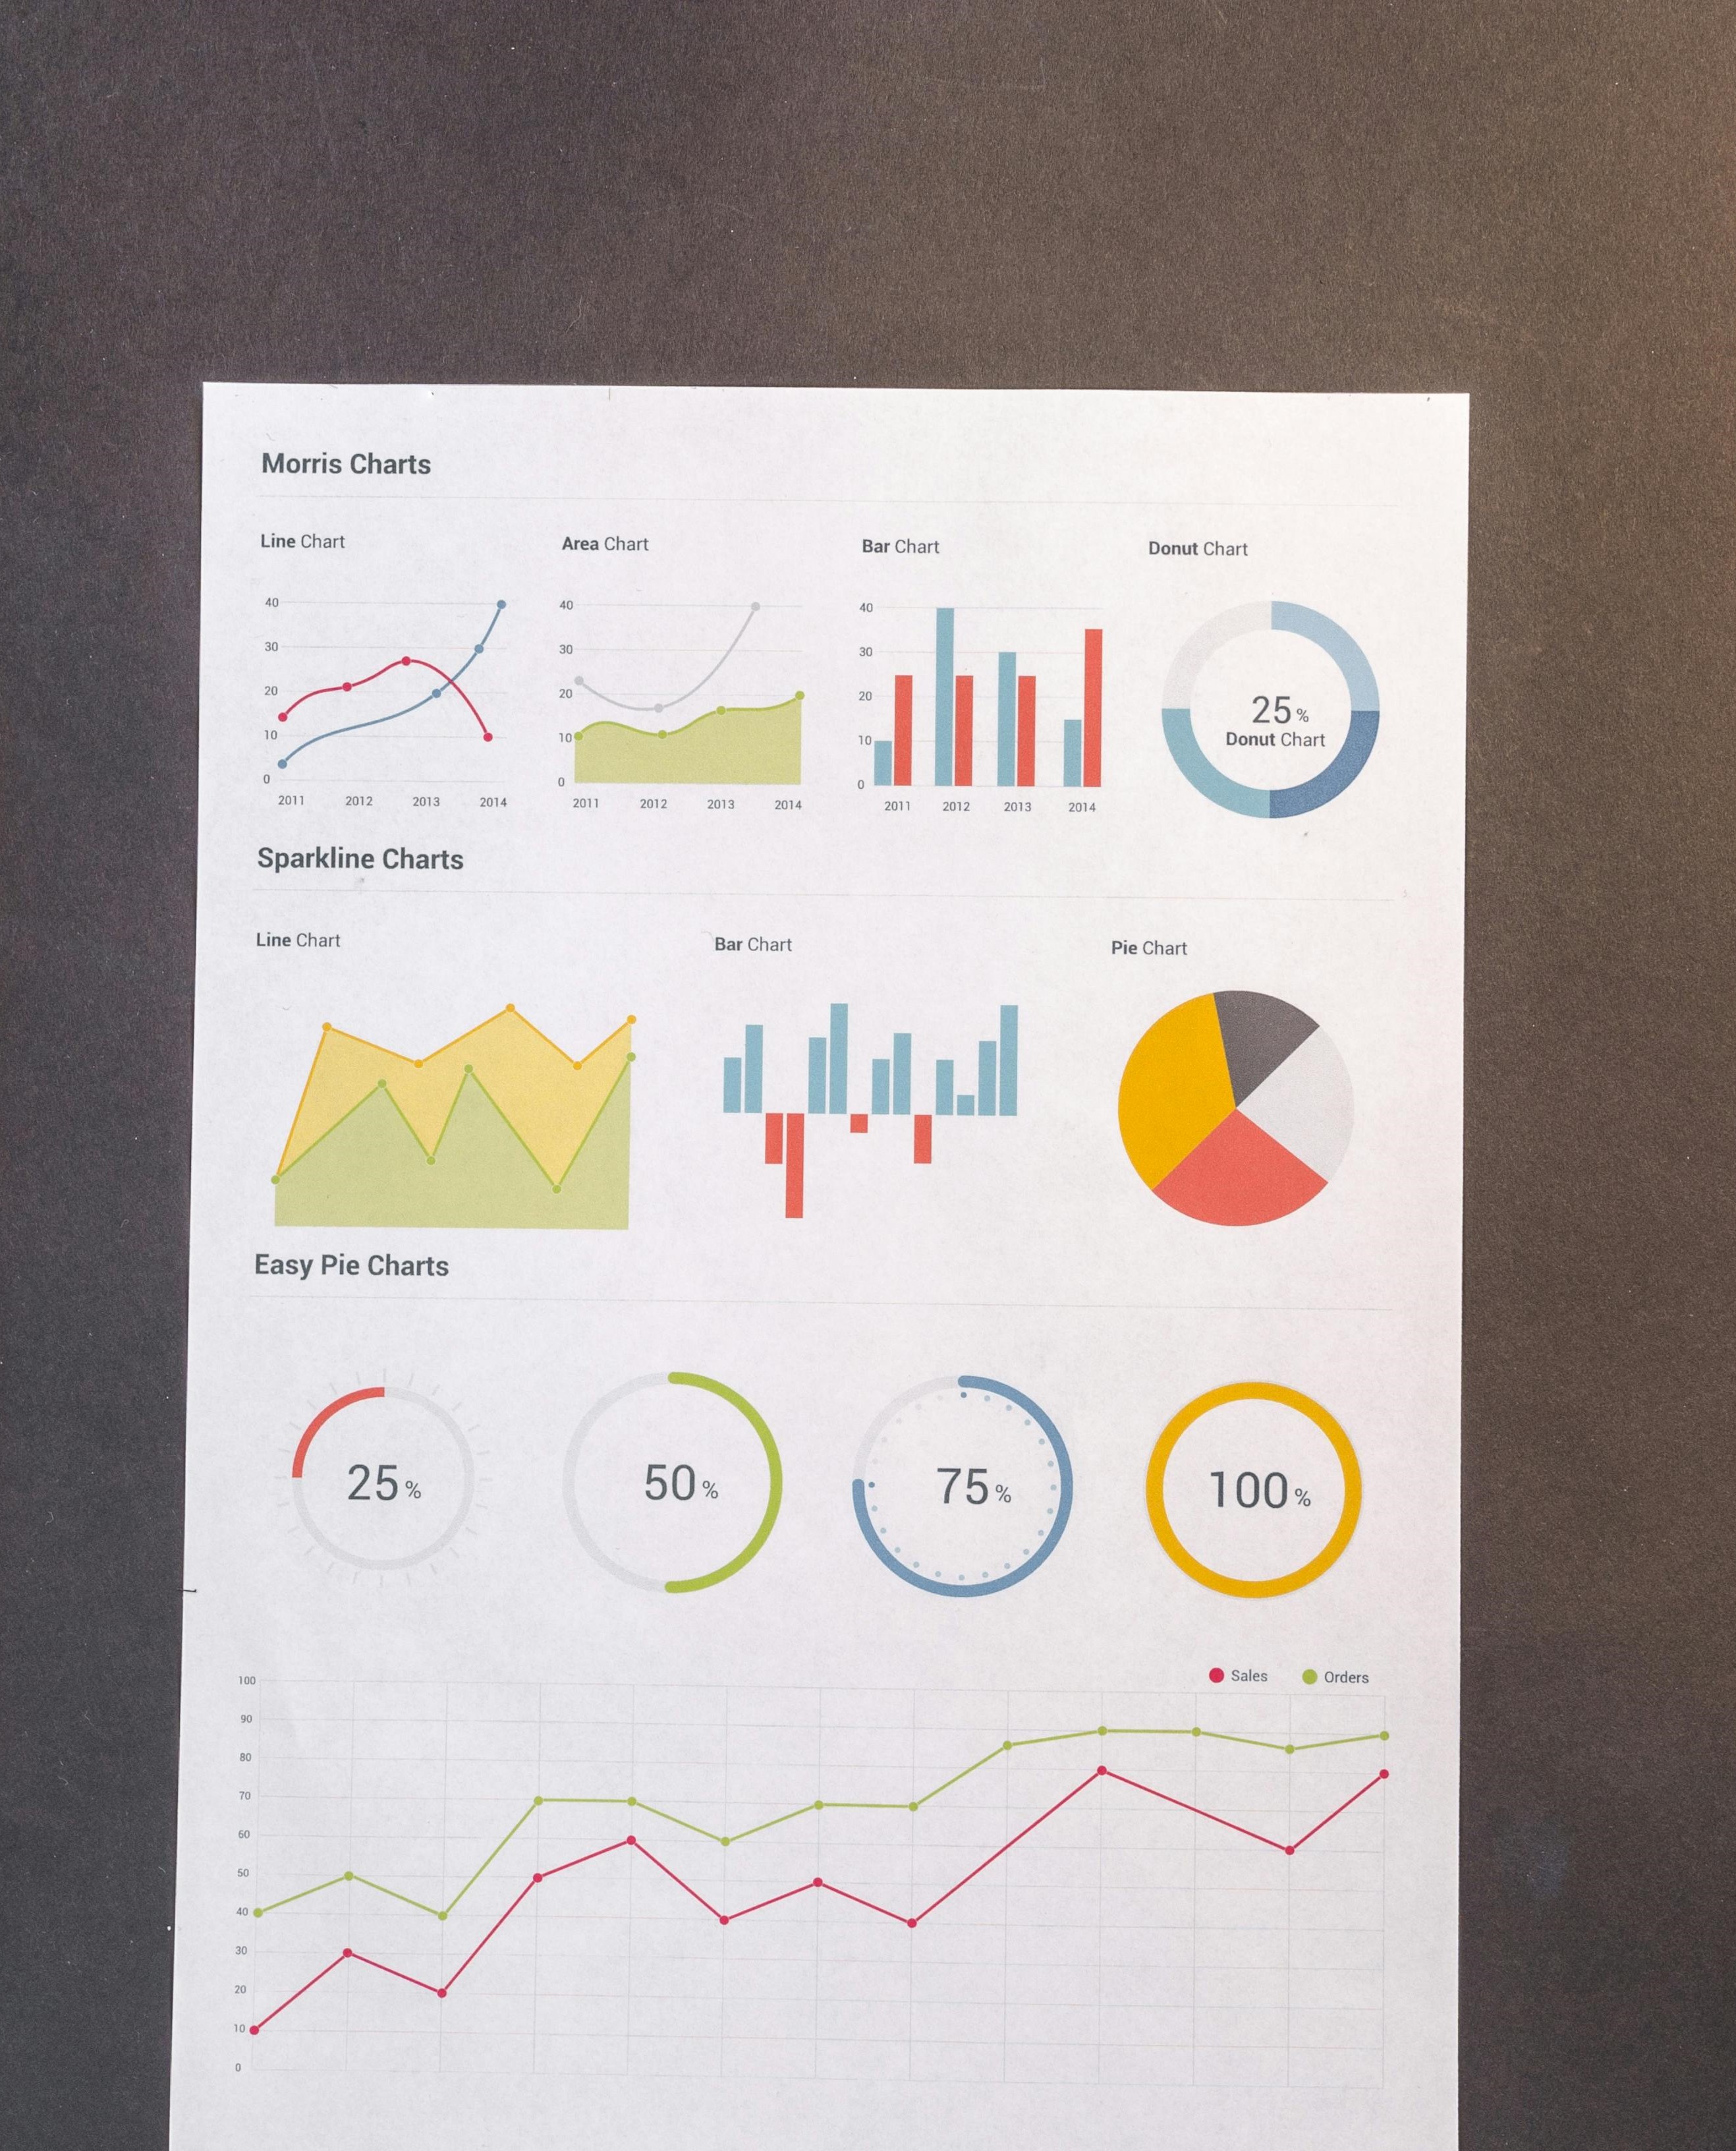 Morris Charts
Line Chart
Area Chart
Bar Chart
Donut Chart
40
30
20
10
0
2011 2012 2013 2014
40
30
20
10
0
2011 2012 2013 2014
40
30
20
10
0
2011 2012 2013 2014
25 %
Donut Chart
Sparkline Charts
Line Chart
Bar Chart
Pie Chart
Easy Pie Charts
25 %
50 %
75 %
100 %
Sales Orders
100
90
80
70
60
50
40
30
20
10
0